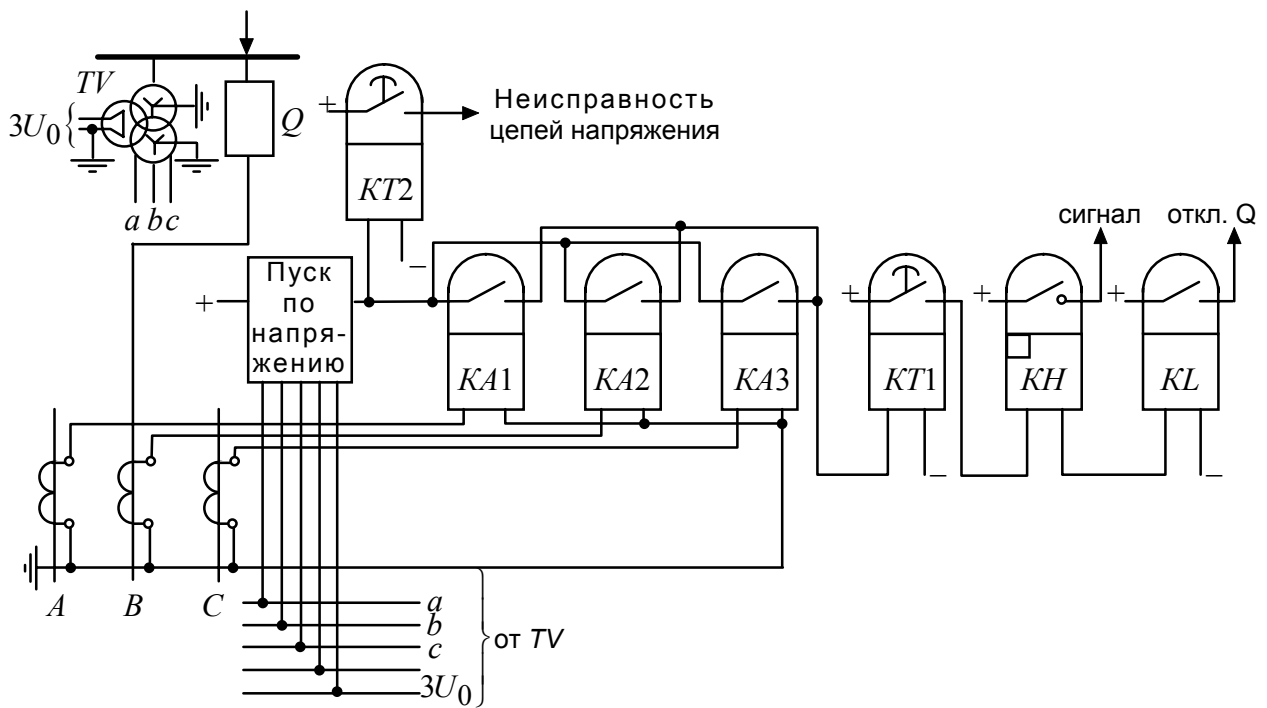 TV
3U0
Q
a b c
+
KT2
–
Неисправность
цепей напряжения
+
Пуск
по
напря-
жению
KA1
KA2
KA3
+
KT1
–
сигнал
+
KH
откл. Q
+
KL
–
A
B
C
a
b
c
3U0
от TV